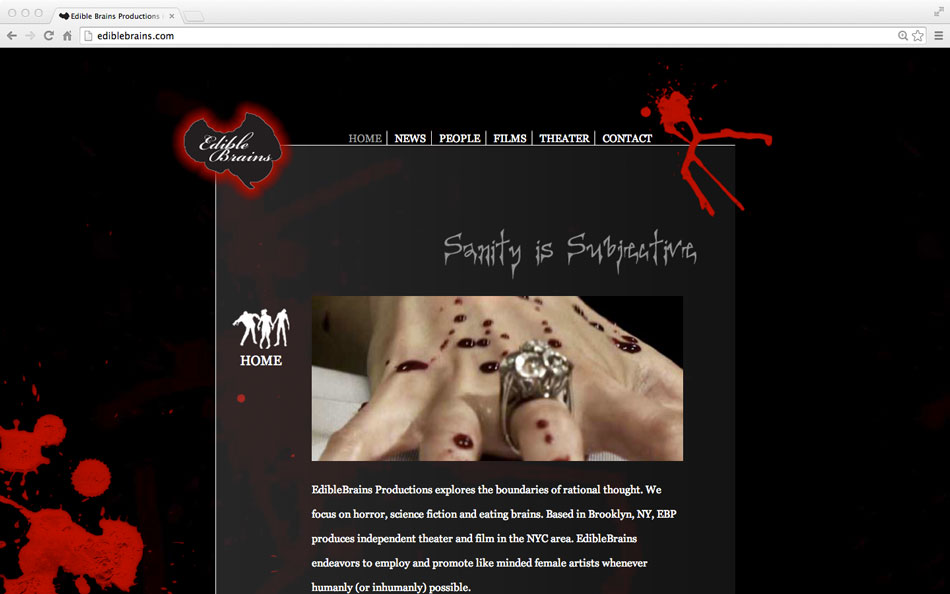 Edible Brains Productions
ediblebrains.com
Edible
Brains
HOME
NEWS
PEOPLE
FILMS
THEATER
CONTACT
Sanity is Subjective
HOME
EdibleBrains Productions explores the boundaries of rational thought. We
focus on horror, science fiction and eating brains. Based in Brooklyn, NY, EBP
produces independent theater and film in the NYC area. EdibleBrains
endeavors to employ and promote like minded female artists whenever
humanly (or inhumanly) possible.